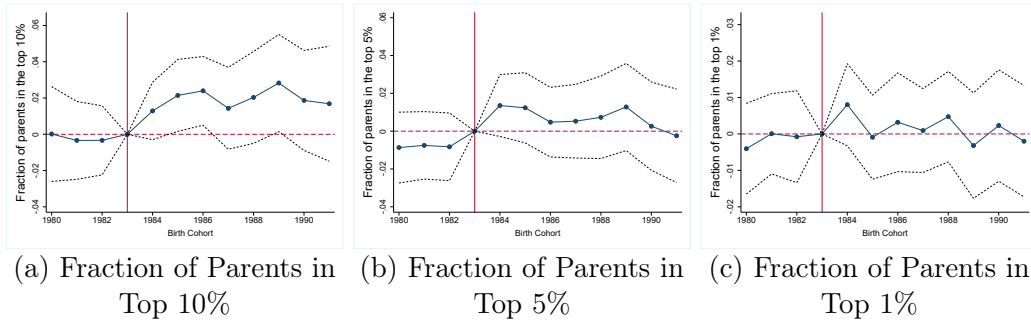 Fraction of parents in the top 10%
.06
.04
.02
0
-.02
-.04
1980 1982 1984 1986 1988 1990
Birth Cohort
Fraction of parents in the top 5%
.06
.04
.02
0
-.02
-.04
1980 1982 1984 1986 1988 1990
Birth Cohort
Fraction of parents in the top 1%
.03
.02
.01
0
-.01
-.02
1980 1982 1984 1986 1988 1990
Birth Cohort
(a) Fraction of Parents in
Top 10%
(b) Fraction of Parents in
Top 5%
(c) Fraction of Parents in
Top 1%